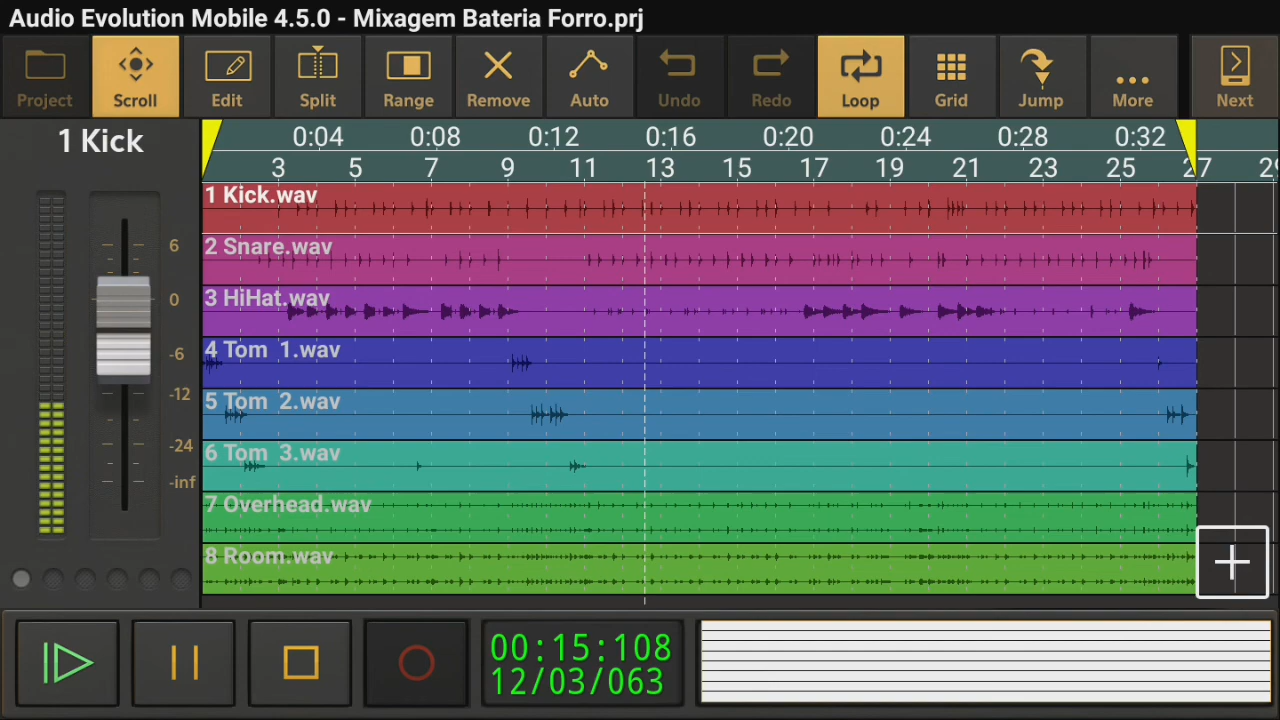 Audio Evolution Mobile 4.5.0 - Mixagem Bateria Forro.prj
Project Scroll Edit Split Range Remove Auto Undo Redo Loop Grid Jump More Next
1 Kick
0:04 0:08 0:12 0:16 0:20 0:24 0:28 0:32
3 5 7 9 11 13 15 17 19 21 23 25 27 29
1 Kick.wav
2 Snare.wav
3 HiHat.wav
4 Tom 1.wav
5 Tom 2.wav
6 Tom 3.wav
7 Overhead.wav
8 Room.wav
6
0
-6
-12
-24
-inf
00:15:108
12/03/063